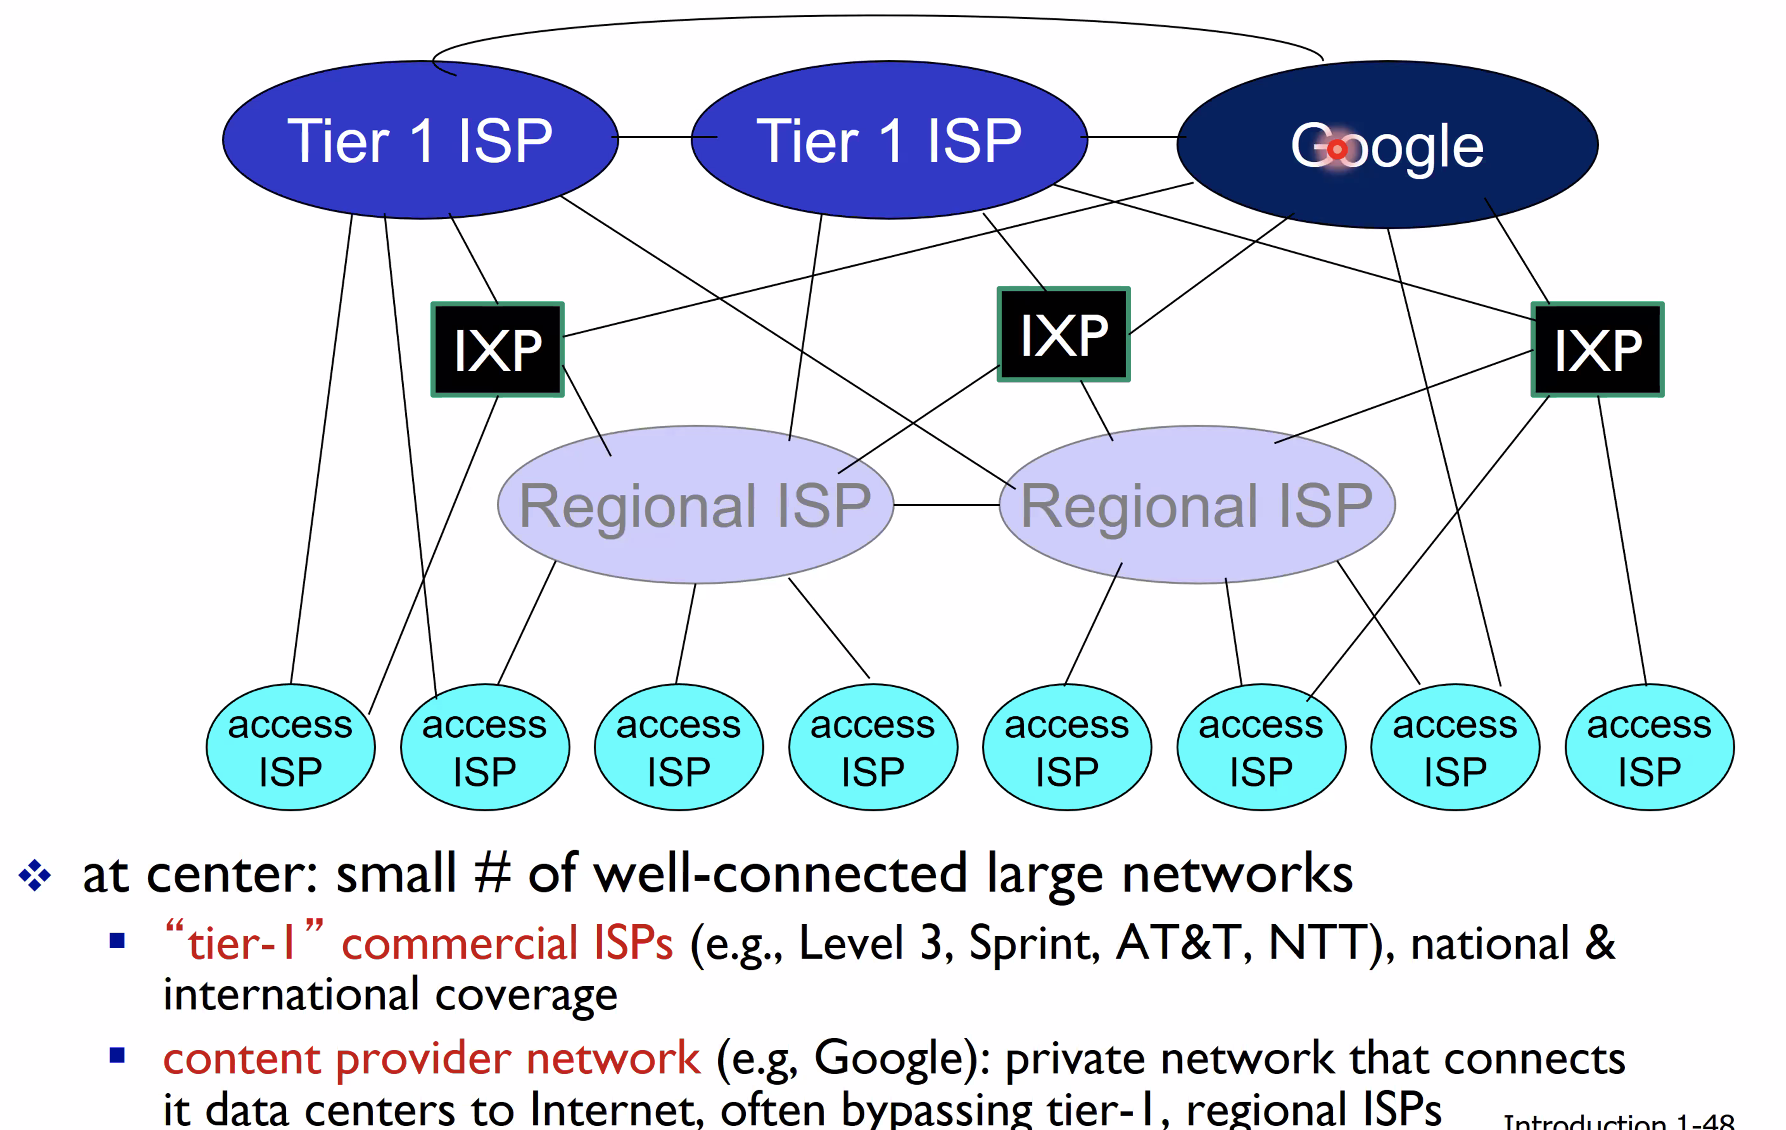 Tier 1 ISP
Tier 1 ISP
Google
IXP
IXP
IXP
Regional ISP
Regional ISP
access
ISP
access
ISP
access
ISP
access
ISP
access
ISP
access
ISP
access
ISP
access
ISP
at center: small # of well-connected large networks
“tier-1” commercial ISPs (e.g., Level 3, Sprint, AT&T, NTT), national &
international coverage
content provider network (e.g, Google): private network that connects
it data centers to Internet, often bypassing tier-1, regional ISPs
Introduction 1-48